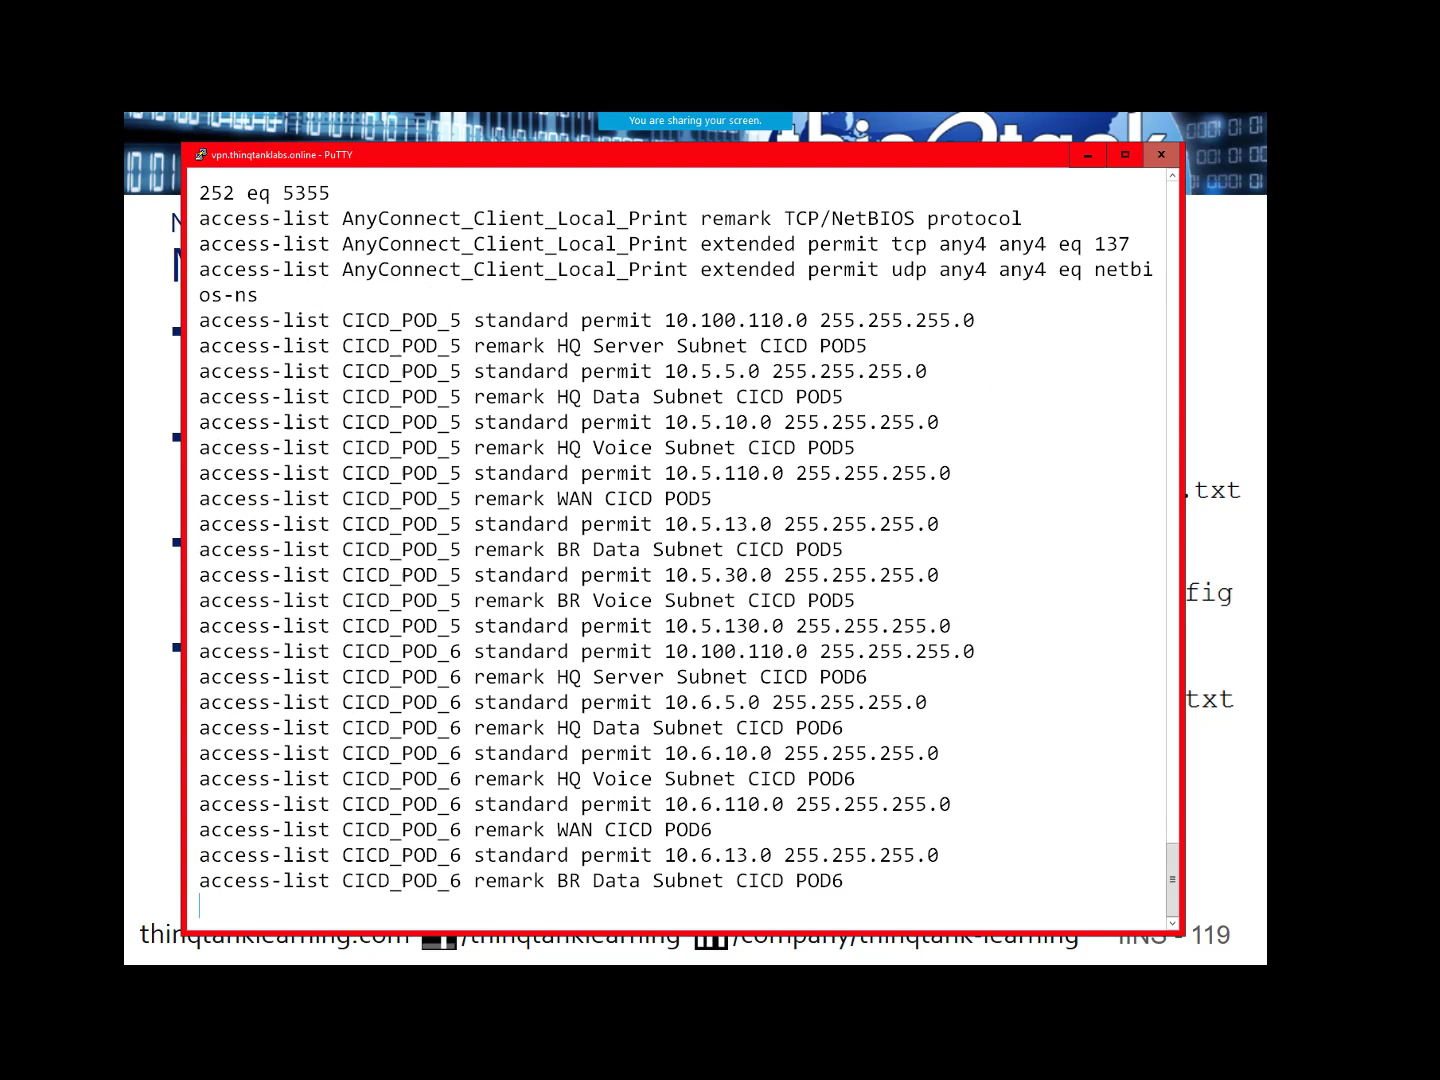 You are sharing your screen.
vpn.thinqtanklabs.online - PuTTY
252 eq 5355
access-list AnyConnect_Client_Local_Print remark TCP/NetBIOS protocol
access-list AnyConnect_Client_Local_Print extended permit tcp any4 any4 eq 137
access-list AnyConnect_Client_Local_Print extended permit udp any4 any4 eq netbi
os-ns
access-list CICD_POD_5 standard permit 10.100.110.0 255.255.255.0
access-list CICD_POD_5 remark HQ Server Subnet CICD POD5
access-list CICD_POD_5 standard permit 10.5.5.0 255.255.255.0
access-list CICD_POD_5 remark HQ Data Subnet CICD POD5
access-list CICD_POD_5 standard permit 10.5.10.0 255.255.255.0
access-list CICD_POD_5 remark HQ Voice Subnet CICD POD5
access-list CICD_POD_5 standard permit 10.5.110.0 255.255.255.0
access-list CICD_POD_5 remark WAN CICD POD5
access-list CICD_POD_5 standard permit 10.5.13.0 255.255.255.0
access-list CICD_POD_5 remark BR Data Subnet CICD POD5
access-list CICD_POD_5 standard permit 10.5.30.0 255.255.255.0
access-list CICD_POD_5 remark BR Voice Subnet CICD POD5
access-list CICD_POD_5 standard permit 10.5.130.0 255.255.255.0
access-list CICD_POD_6 standard permit 10.100.110.0 255.255.255.0
access-list CICD_POD_6 remark HQ Server Subnet CICD POD6
access-list CICD_POD_6 standard permit 10.6.5.0 255.255.255.0
access-list CICD_POD_6 remark HQ Data Subnet CICD POD6
access-list CICD_POD_6 standard permit 10.6.10.0 255.255.255.0
access-list CICD_POD_6 remark HQ Voice Subnet CICD POD6
access-list CICD_POD_6 standard permit 10.6.110.0 255.255.255.0
access-list CICD_POD_6 remark WAN CICD POD6
access-list CICD_POD_6 standard permit 10.6.13.0 255.255.255.0
access-list CICD_POD_6 remark BR Data Subnet CICD POD6
.txt
fig
txt
thinqtanklearning.com /thinqtanklearning /company/thinqtank-learning IINS - 119